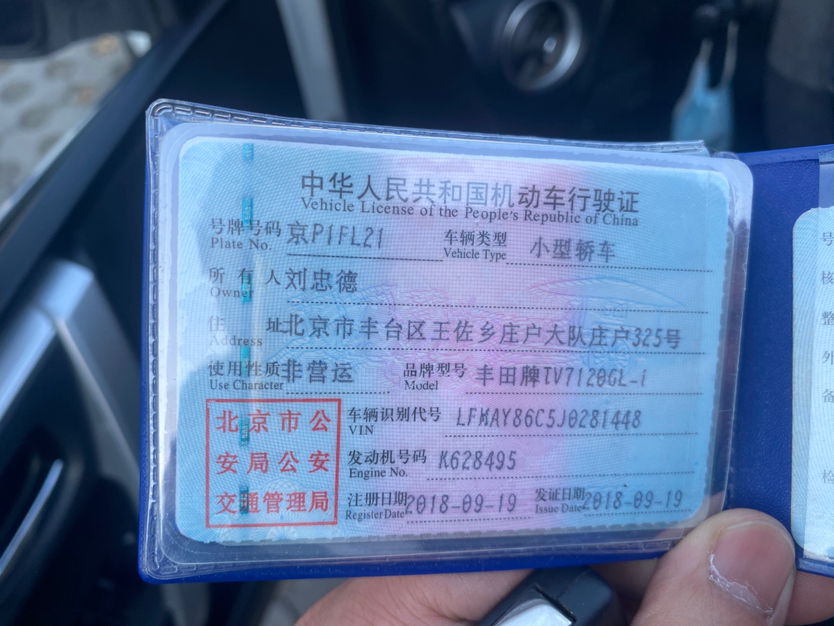 中华人民共和国机动车行驶证
Vehicle License of the People's Republic of China
号牌号码 京P1FL21 车辆类型 小型轿车
Plate No. Vehicle Type
所有人 刘忠德
Owner
住址 北京市丰台区王佐乡庄户大队庄户325号
Address
使用性质 非营运 品牌型号 丰田牌TV7120GL-i
Use Character Model
北京市公
安局公安
交通管理局
车辆识别代号 LFMAY86C5J0281448
VIN
发动机号码 K628495
Engine No.
注册日期 2018-09-19 发证日期 2018-09-19
Register Date Issue Date
号
核
整
外
备
检